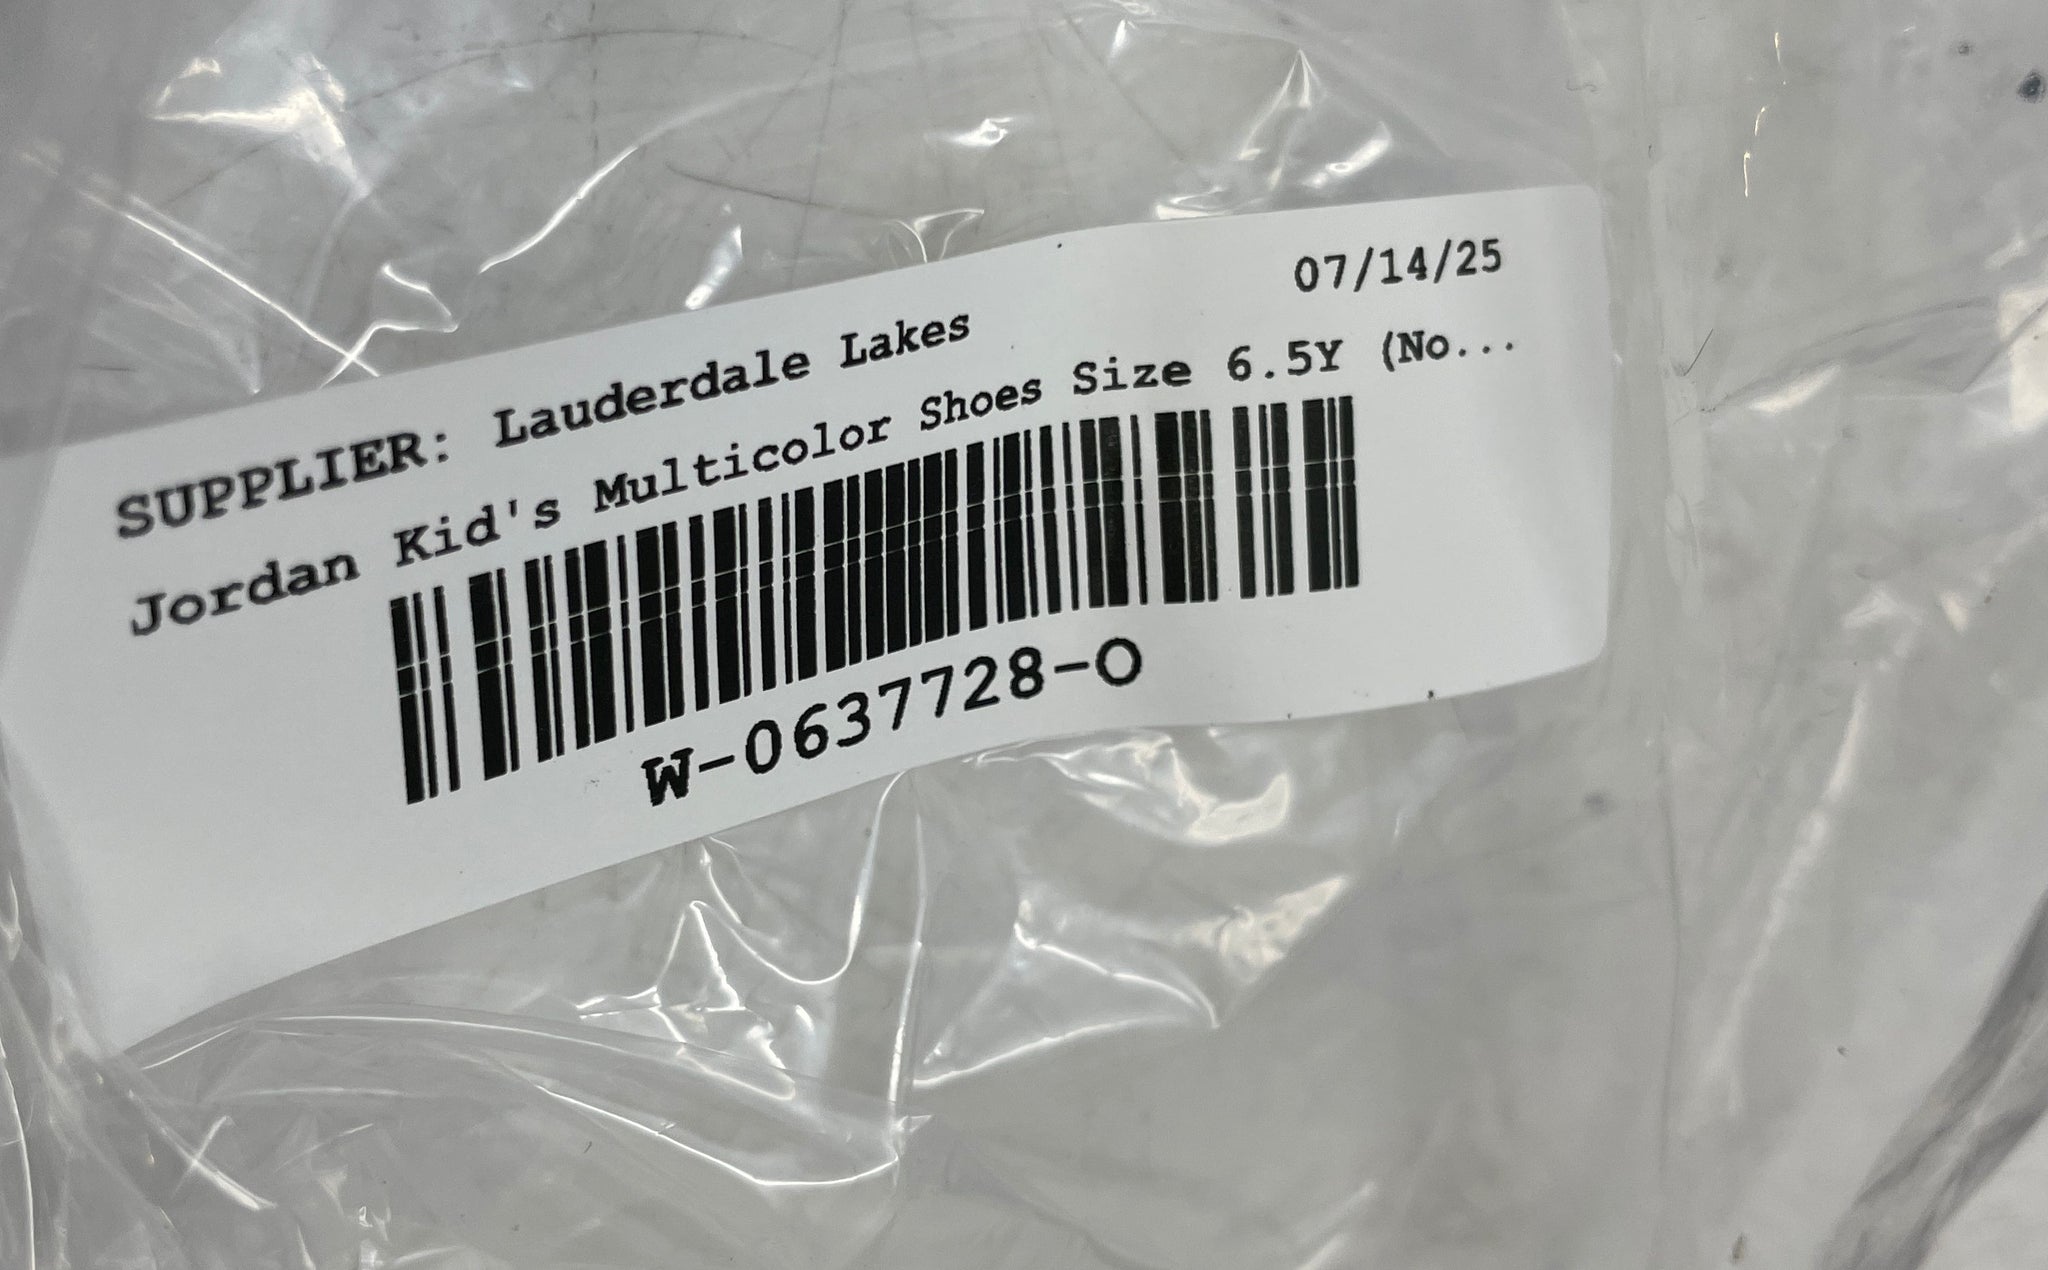 07/14/25
SUPPLIER: Lauderdale Lakes
Jordan Kid's Multicolor Shoes Size 6.5Y (No...
W-0637728-O